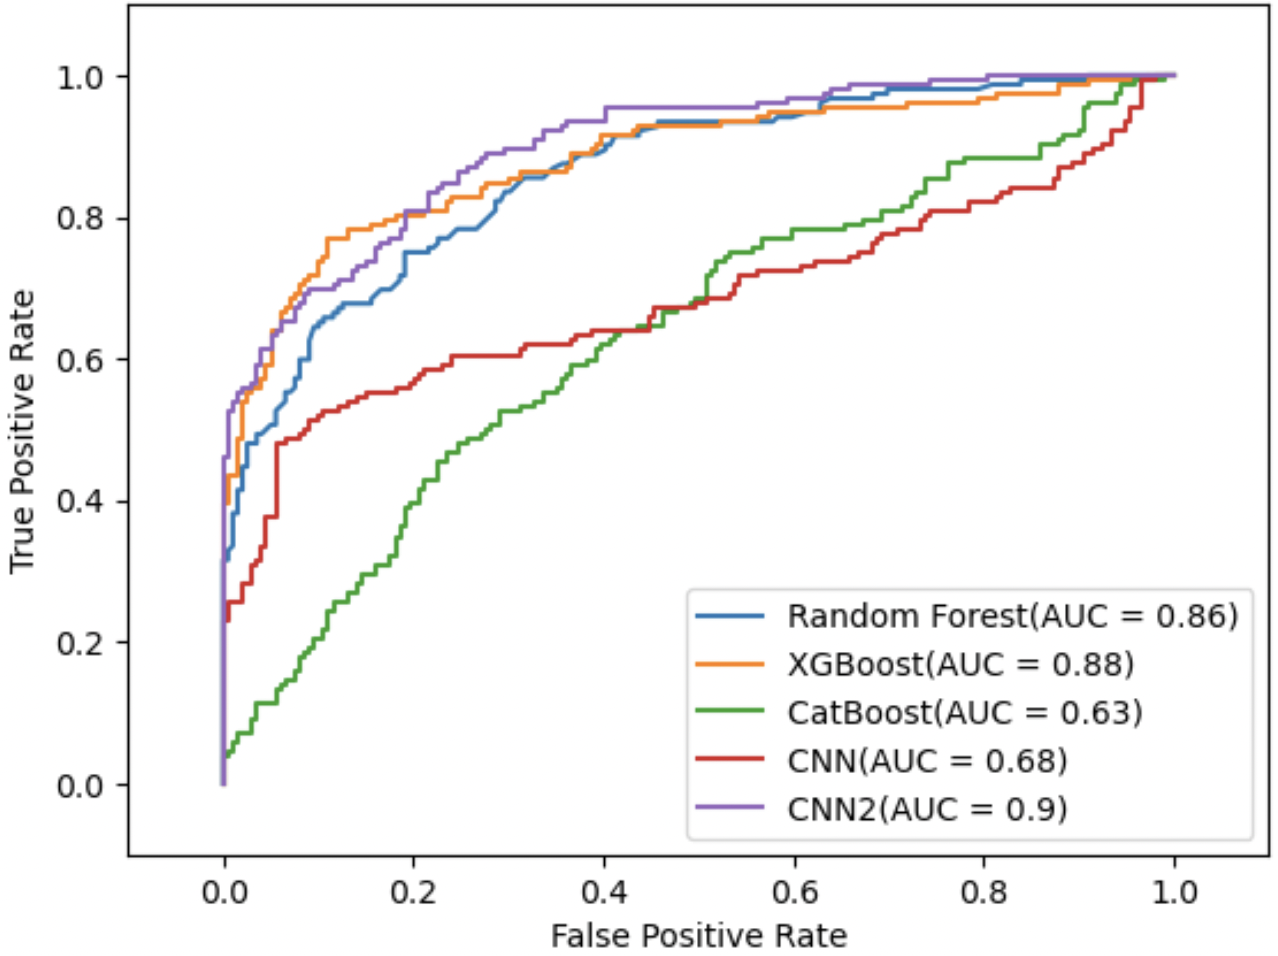 True Positive Rate
1.0
0.8
0.6
0.4
0.2
0.0
Random Forest(AUC = 0.86)
XGBoost(AUC = 0.88)
CatBoost(AUC = 0.63)
CNN(AUC = 0.68)
CNN2(AUC = 0.9)
0.0 0.2 0.4 0.6 0.8 1.0
False Positive Rate